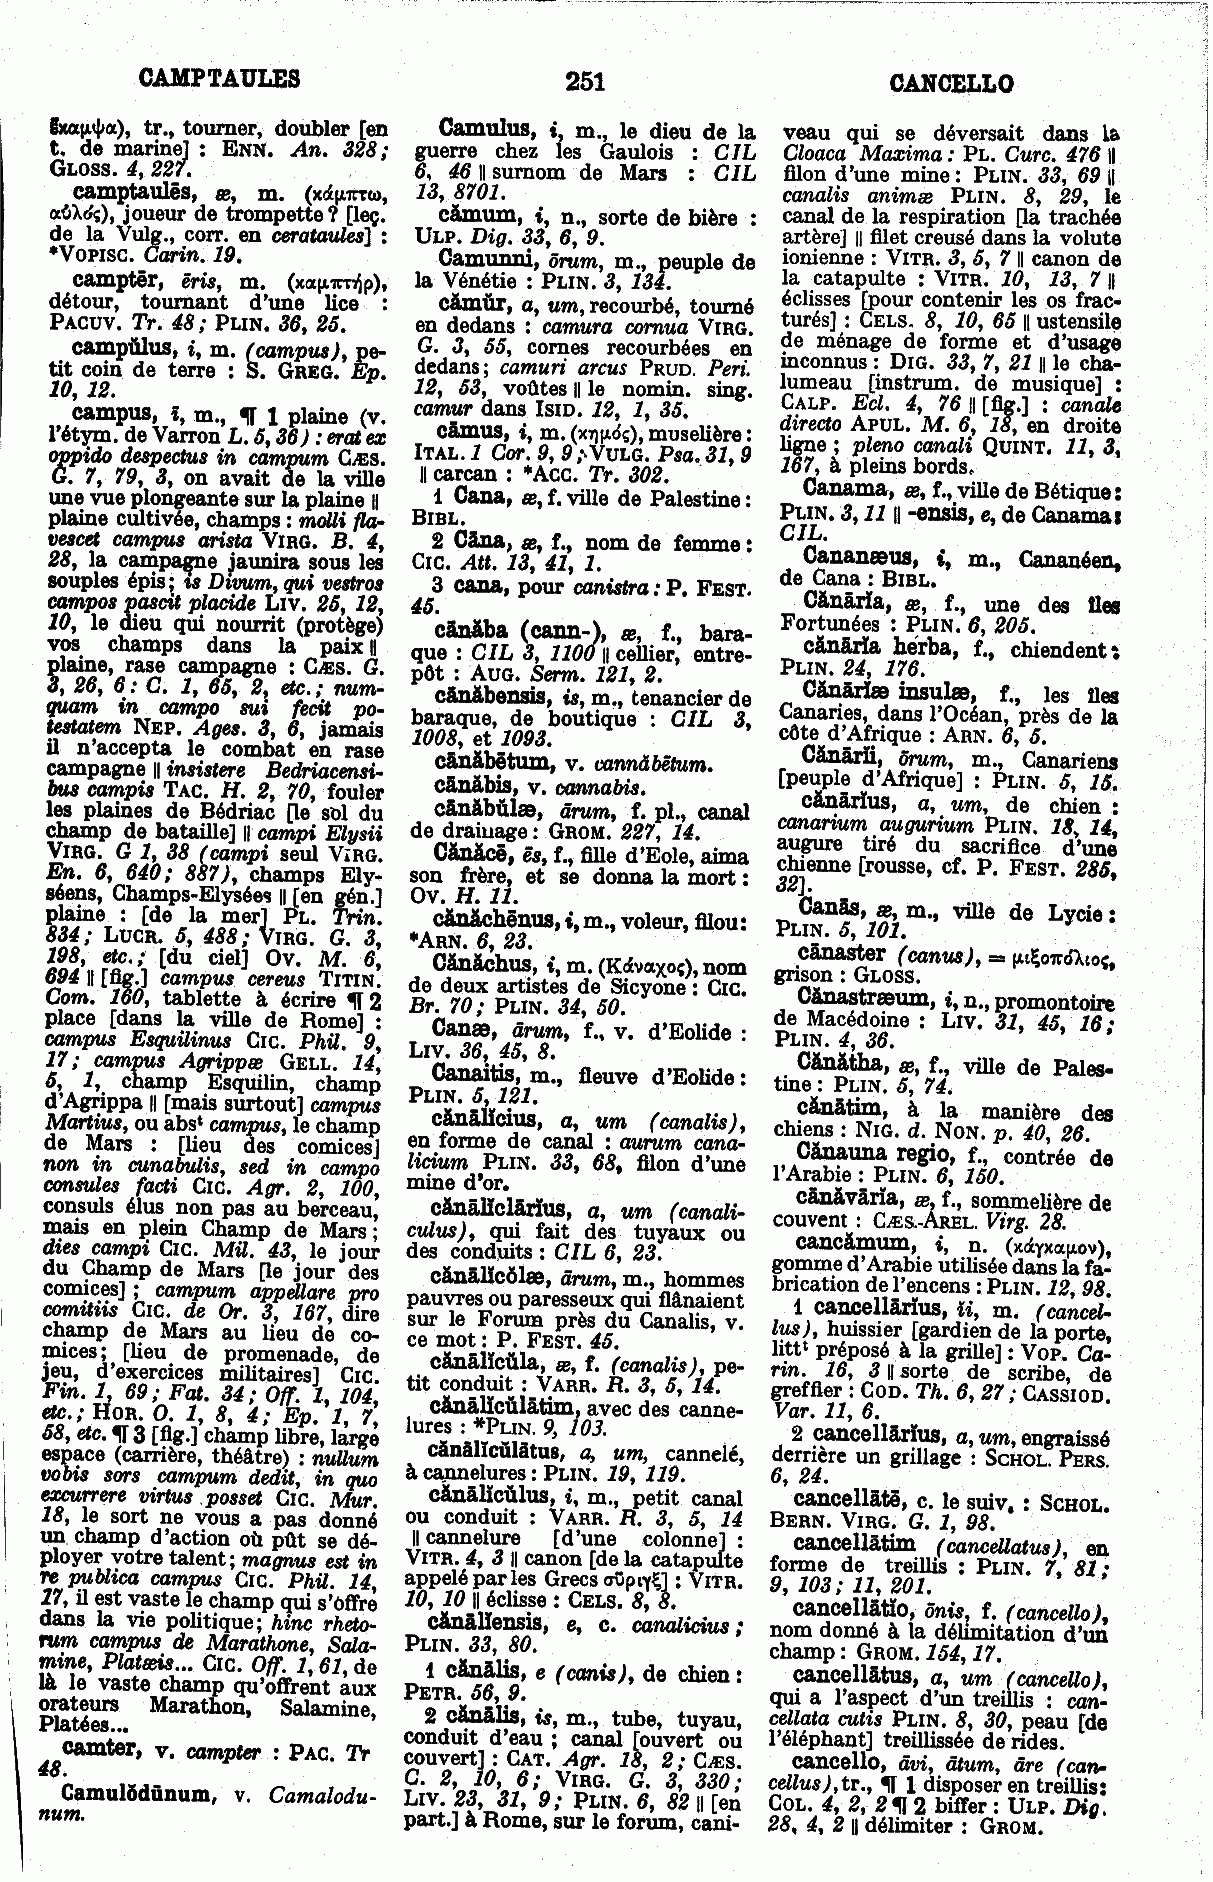 CAMPTAULES
251
CANCELLO
ἔκαμψα), tr., tourner, doubler [en
t. de marine] : ENN. An. 328;
GLOSS. 4, 227.
camptaulēs, æ, m. (κάμπτω,
αὐλός), joueur de trompette ? [leç.
de la Vulg., corr. en cerataules] :
*VOPISC. Carin. 19.
camptēr, ēris, m. (καμπτήρ),
détour, tournant d'une lice :
PACUV. Tr. 48; PLIN. 36, 25.
campŭlus, i, m. (campus), pe-
tit coin de terre : S. GREG. Ep.
10, 12.
campus, ī, m., ¶ 1 plaine (v.
l'étym. de Varron L. 5, 36) : erat ex
oppido despectus in campum CÆS.
G. 7, 79, 3, on avait de la ville
une vue plongeante sur la plaine ||
plaine cultivée, champs : molli fla-
vescet campus arista VIRG. B. 4,
28, la campagne jaunira sous les
souples épis; is Divum, qui vestros
campos pascit placide LIV. 25, 12,
10, le dieu qui nourrit (protège)
vos champs dans la paix ||
plaine, rase campagne : CÆS. G.
3, 26, 6 : C. 1, 65, 2, etc.; num-
quam in campo sui fecit po-
testatem NEP. Ages. 3, 6, jamais
il n'accepta le combat en rase
campagne || insistere Bedriacensi-
bus campis TAC. H. 2, 70, fouler
les plaines de Bédriac [le sol du
champ de bataille] || campi Elysii
VIRG. G 1, 38 (campi seul VIRG.
En. 6, 640; 887), champs Ely-
séens, Champs-Elysées || [en gén.]
plaine : [de la mer] PL. Trin.
834; LUCR. 5, 488; VIRG. G. 3,
198, etc.; [du ciel] OV. M. 6,
694 || [fig.] campus cereus TITIN.
Com. 160, tablette à écrire ¶ 2
place [dans la ville de Rome] :
campus Esquilinus CIC. Phil. 9,
17; campus Agrippæ GELL. 14,
5, 1, champ Esquilin, champ
d'Agrippa || [mais surtout] campus
Martius, ou absᵗ campus, le champ
de Mars : [lieu des comices]
non in cunabulis, sed in campo
consules facti CIC. Agr. 2, 100,
consuls élus non pas au berceau,
mais en plein Champ de Mars;
dies campi CIC. Mil. 43, le jour
du Champ de Mars [le jour des
comices] ; campum appellare pro
comitiis CIC. de Or. 3, 167, dire
champ de Mars au lieu de co-
mices; [lieu de promenade, de
jeu, d'exercices militaires] CIC.
Fin. 1, 69; Fat. 34; Off. 1, 104,
etc.; HOR. O. 1, 8, 4; Ep. 1, 7,
58, etc. ¶ 3 [fig.] champ libre, large
espace (carrière, théâtre) : nullum
vobis sors campum dedit, in quo
excurrere virtus posset CIC. Mur.
18, le sort ne vous a pas donné
un champ d'action où pût se dé-
ployer votre talent; magnus est in
re publica campus CIC. Phil. 14,
17, il est vaste le champ qui s'offre
dans la vie politique; hinc rheto-
rum campus de Marathone, Sala-
mine, Platæis... CIC. Off. 1, 61, de
là le vaste champ qu'offrent aux
orateurs Marathon, Salamine,
Platées...
camter, v. campter : PAC. Tr
48.
Camulŏdūnum, v. Camalodu-
num.
Camulus, i, m., le dieu de la
guerre chez les Gaulois : CIL
6, 46 || surnom de Mars : CIL
13, 8701.
cămum, i, n., sorte de bière :
ULP. Dig. 33, 6, 9.
Camunni, ōrum, m., peuple de
la Vénétie : PLIN. 3, 134.
cămŭr, a, um, recourbé, tourné
en dedans : camura cornua VIRG.
G. 3, 55, cornes recourbées en
dedans; camuri arcus PRUD. Peri.
12, 53, voûtes || le nomin. sing.
camur dans ISID. 12, 1, 35.
cāmus, i, m. (κημός), muselière :
ITAL. 1 Cor. 9, 9; VULG. Psa. 31, 9
|| carcan : *ACC. Tr. 302.
1 Cana, æ, f. ville de Palestine :
BIBL.
2 Cāna, æ, f., nom de femme :
CIC. Att. 13, 41, 1.
3 cana, pour canistra : P. FEST.
45.
cănăba (cann-), æ, f., bara-
que : CIL 3, 1100 || cellier, entre-
pôt : AUG. Serm. 121, 2.
cănăbensis, is, m., tenancier de
baraque, de boutique : CIL 3,
1008, et 1093.
cănăbētum, v. cannăbētum.
cănăbis, v. cannabis.
cănăbŭlæ, ārum, f. pl., canal
de drainage : GROM. 227, 14.
Cănăcē, ēs, f., fille d'Eole, aima
son frère, et se donna la mort :
OV. H. 11.
cănăchēnus, i, m., voleur, filou:
*ARN. 6, 23.
Cănăchus, i, m. (Κάναχος), nom
de deux artistes de Sicyone : CIC.
Br. 70; PLIN. 34, 50.
Canæ, ārum, f., v. d'Eolide :
LIV. 36, 45, 8.
Canaitis, m., fleuve d'Eolide :
PLIN. 5, 121.
cănālĭcius, a, um (canalis),
en forme de canal : aurum cana-
licium PLIN. 33, 68, filon d'une
mine d'or.
cănālĭclārĭus, a, um (canali-
culus), qui fait des tuyaux ou
des conduits : CIL 6, 23.
cănālĭcŏlæ, ārum, m., hommes
pauvres ou paresseux qui flânaient
sur le Forum près du Canalis, v.
ce mot : P. FEST. 45.
cănālĭcŭla, æ, f. (canalis), pe-
tit conduit : VARR. R. 3, 5, 14.
cănālĭcŭlātim, avec des canne-
lures : *PLIN. 9, 103.
cănālĭcŭlātus, a, um, cannelé,
à cannelures : PLIN. 19, 119.
cănālĭcŭlus, i, m., petit canal
ou conduit : VARR. R. 3, 5, 14
|| cannelure [d'une colonne] :
VITR. 4, 3 || canon [de la catapulte
appelé par les Grecs σῦριγξ] : VITR.
10, 10 || éclisse : CELS. 8, 8.
cănālĭensis, e, c. canalicius;
PLIN. 33, 80.
1 cănālis, e (canis), de chien :
PETR. 56, 9.
2 cănālis, is, m., tube, tuyau,
conduit d'eau ; canal [ouvert ou
couvert] : CAT. Agr. 18, 2; CÆS.
C. 2, 10, 6; VIRG. G. 3, 330;
LIV. 23, 31, 9; PLIN. 6, 82 || [en
part.] à Rome, sur le forum, cani-
veau qui se déversait dans la
Cloaca Maxima : PL. Curc. 476 ||
filon d'une mine : PLIN. 33, 69 ||
canalis animæ PLIN. 8, 29, le
canal de la respiration [la trachée
artère] || filet creusé dans la volute
ionienne : VITR. 3, 5, 7 || canon de
la catapulte : VITR. 10, 13, 7 ||
éclisses [pour contenir les os frac-
turés] : CELS. 8, 10, 65 || ustensile
de ménage de forme et d'usage
inconnus : DIG. 33, 7, 21 || le cha-
lumeau [instrum. de musique] :
CALP. Ecl. 4, 76 || [fig.] : canale
directo APUL. M. 6, 18, en droite
ligne; pleno canali QUINT. 11, 3,
167, à pleins bords.
Canama, æ, f., ville de Bétique :
PLIN. 3, 11 || -ensis, e, de Canama :
CIL.
Cananæus, i, m., Cananéen,
de Cana : BIBL.
Cănārĭa, æ, f., une des îles
Fortunées : PLIN. 6, 205.
cănārĭa herba, f., chiendent :
PLIN. 24, 176.
Cănārĭæ insulæ, f., les îles
Canaries, dans l'Océan, près de la
côte d'Afrique : ARN. 6, 5.
Cănārĭi, ōrum, m., Canariens
[peuple d'Afrique] : PLIN. 5, 15.
cănārĭus, a, um, de chien :
canarium augurium PLIN. 18, 14,
augure tiré du sacrifice d'une
chienne [rousse, cf. P. FEST. 285,
32].
Canās, æ, m., ville de Lycie :
PLIN. 5, 101.
cānaster (canus), = μιξοπόλιος,
grison : GLOSS.
Cănastræum, i, n., promontoire
de Macédoine : LIV. 31, 45, 16;
PLIN. 4, 36.
Cănătha, æ, f., ville de Pales-
tine : PLIN. 5, 74.
cănātim, à la manière des
chiens : NIG. d. NON. p. 40, 26.
Cănauna regio, f., contrée de
l'Arabie : PLIN. 6, 150.
cănăvārĭa, æ, f., sommelière de
couvent : CÆS.-AREL. Virg. 28.
cancămum, i, n. (κάγκαμον),
gomme d'Arabie utilisée dans la fa-
brication de l'encens : PLIN. 12, 98.
1 cancellārĭus, ii, m. (cancel-
lus), huissier [gardien de la porte,
littᵗ préposé à la grille] : VOP. Ca-
rin. 16, 3 || sorte de scribe, de
greffier : COD. Th. 6, 27; CASSIOD.
Var. 11, 6.
2 cancellārĭus, a, um, engraissé
derrière un grillage : SCHOL. PERS.
6, 24.
cancellātē, c. le suiv. : SCHOL.
BERN. VIRG. G. 1, 98.
cancellātim (cancellatus), en
forme de treillis : PLIN. 7, 81;
9, 103; 11, 201.
cancellātĭo, ōnis, f. (cancello),
nom donné à la délimitation d'un
champ : GROM. 154, 17.
cancellātus, a, um (cancello),
qui a l'aspect d'un treillis : can-
cellata cutis PLIN. 8, 30, peau [de
l'éléphant] treillissée de rides.
cancello, āvi, ātum, āre (can-
cellus), tr., ¶ 1 disposer en treillis :
COL. 4, 2, 2 ¶ 2 biffer : ULP. Dig.
28, 4, 2 || délimiter : GROM.